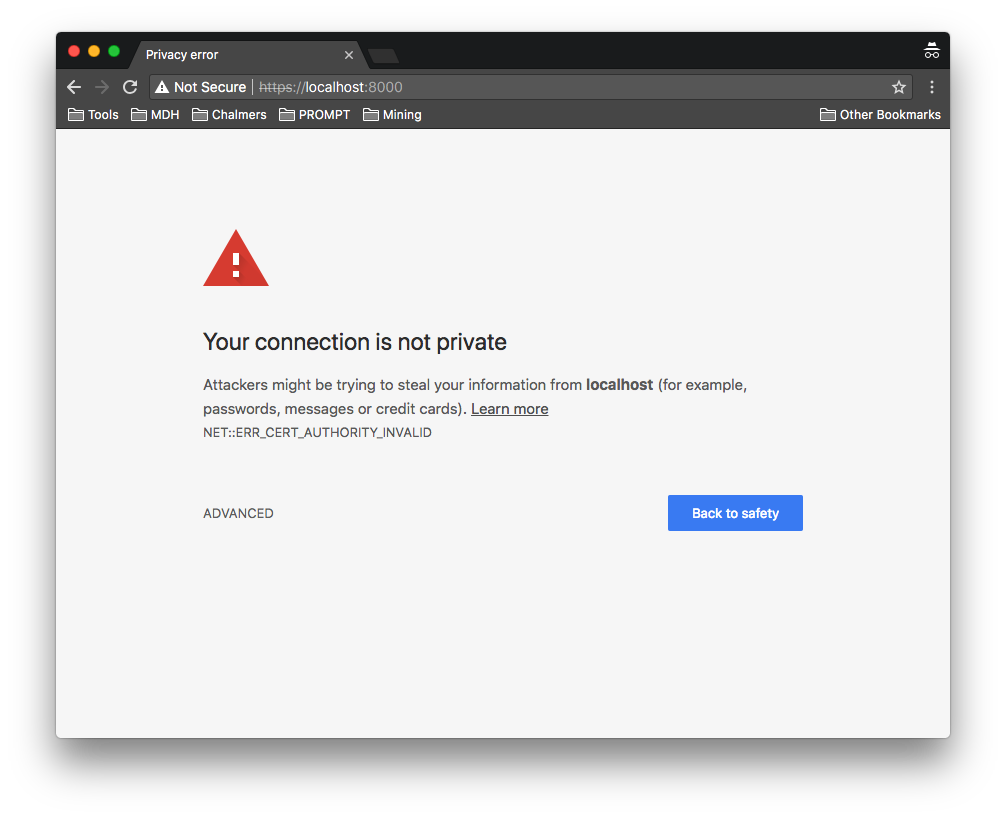 Privacy error
Not Secure https://localhost:8000
Tools MDH Chalmers PROMPT Mining Other Bookmarks
Your connection is not private
Attackers might be trying to steal your information from localhost (for example,
passwords, messages or credit cards). Learn more
NET::ERR_CERT_AUTHORITY_INVALID
ADVANCED Back to safety